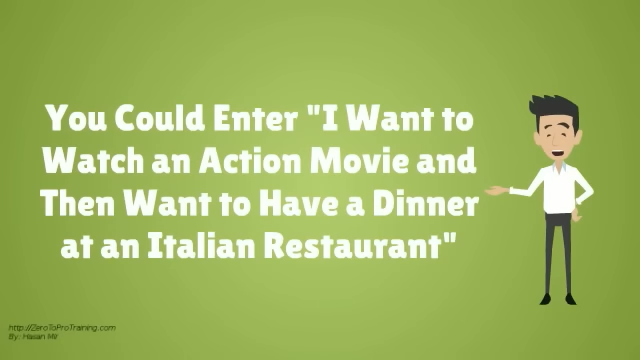 You Could Enter "I Want to
Watch an Action Movie and
Then Want to Have a Dinner
at an Italian Restaurant"
http://ZeroToProTraining.com
By: Hasan